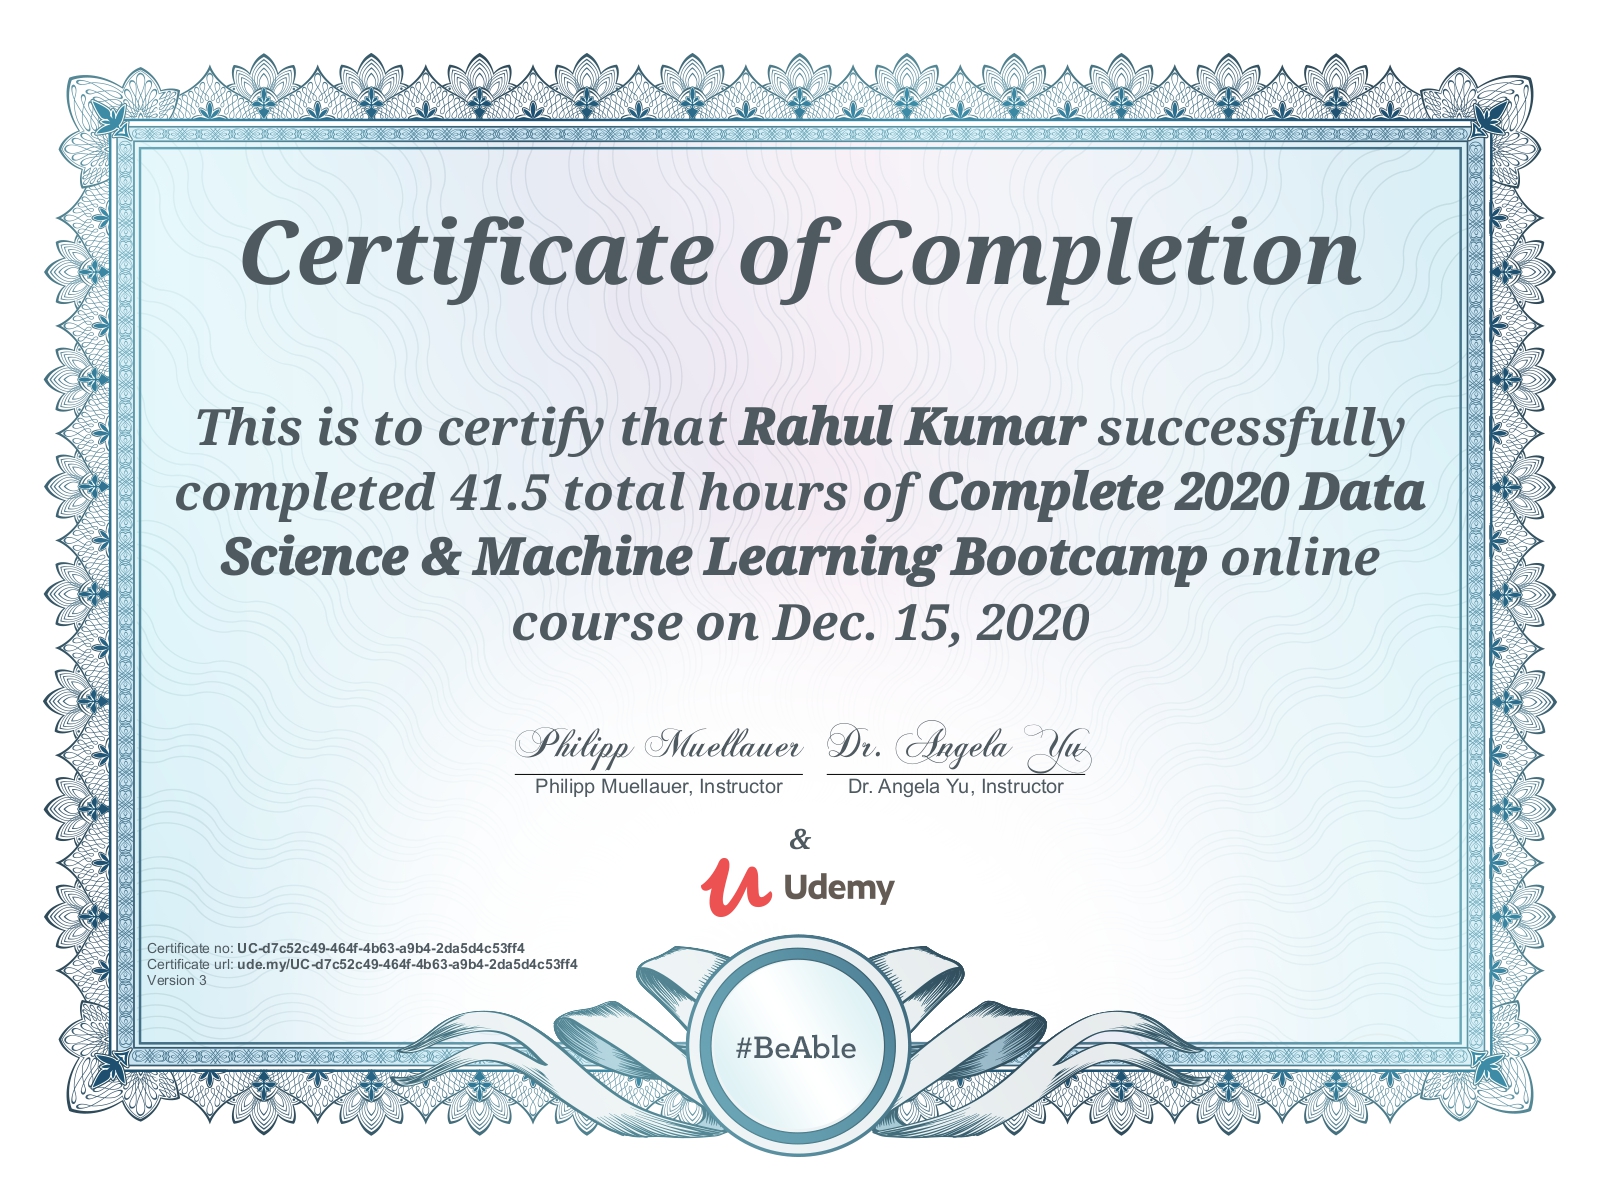 Certificate of Completion
This is to certify that Rahul Kumar successfully
completed 41.5 total hours of Complete 2020 Data
Science & Machine Learning Bootcamp online
course on Dec. 15, 2020
Philipp Muellauer Dr. Angela Yu
Philipp Muellauer, Instructor Dr. Angela Yu, Instructor
&
Udemy
Certificate no: UC-d7c52c49-464f-4b63-a9b4-2da5d4c53ff4
Certificate url: ude.my/UC-d7c52c49-464f-4b63-a9b4-2da5d4c53ff4
Version 3
#BeAble